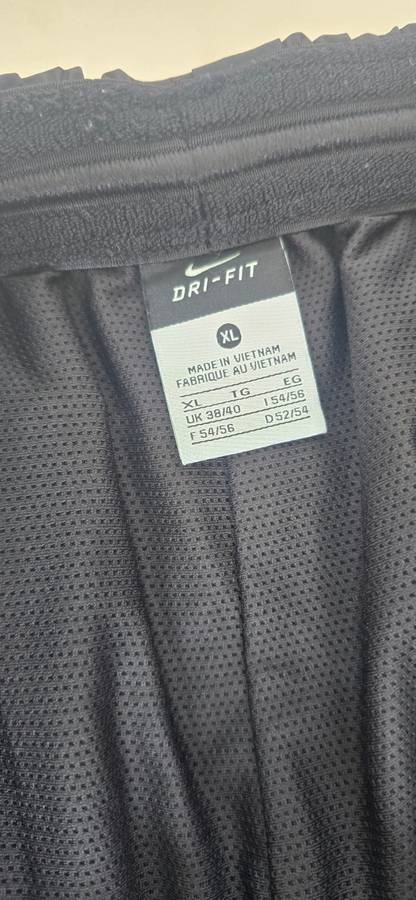 DRI-FIT
XL
MADE IN VIETNAM
FABRIQUE AU VIETNAM
XL TG EG
UK 38/40 I 54/56
F 54/56 D 52/54